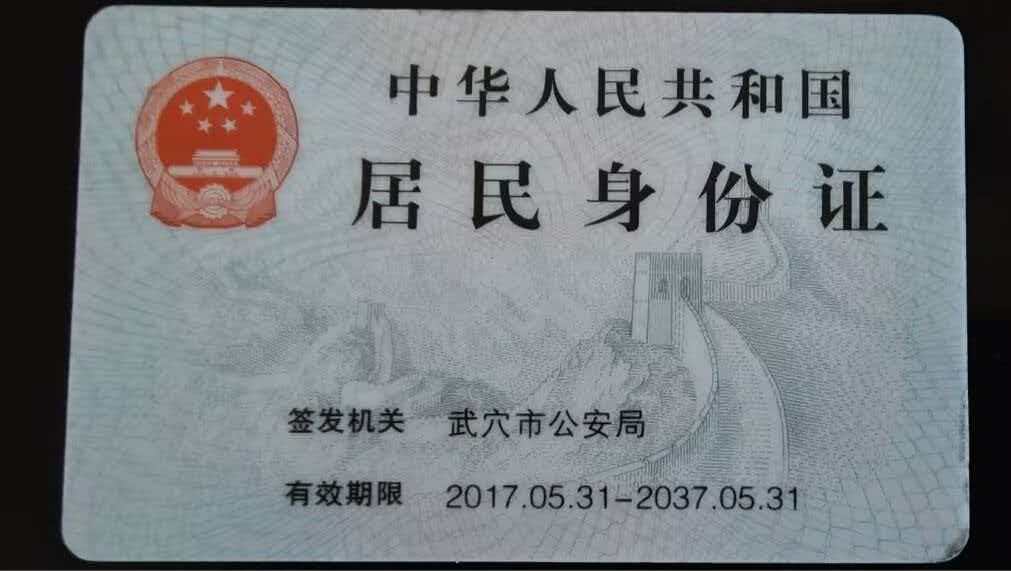 中华人民共和国
居民身份证
签发机关 武穴市公安局
有效期限 2017.05.31-2037.05.31